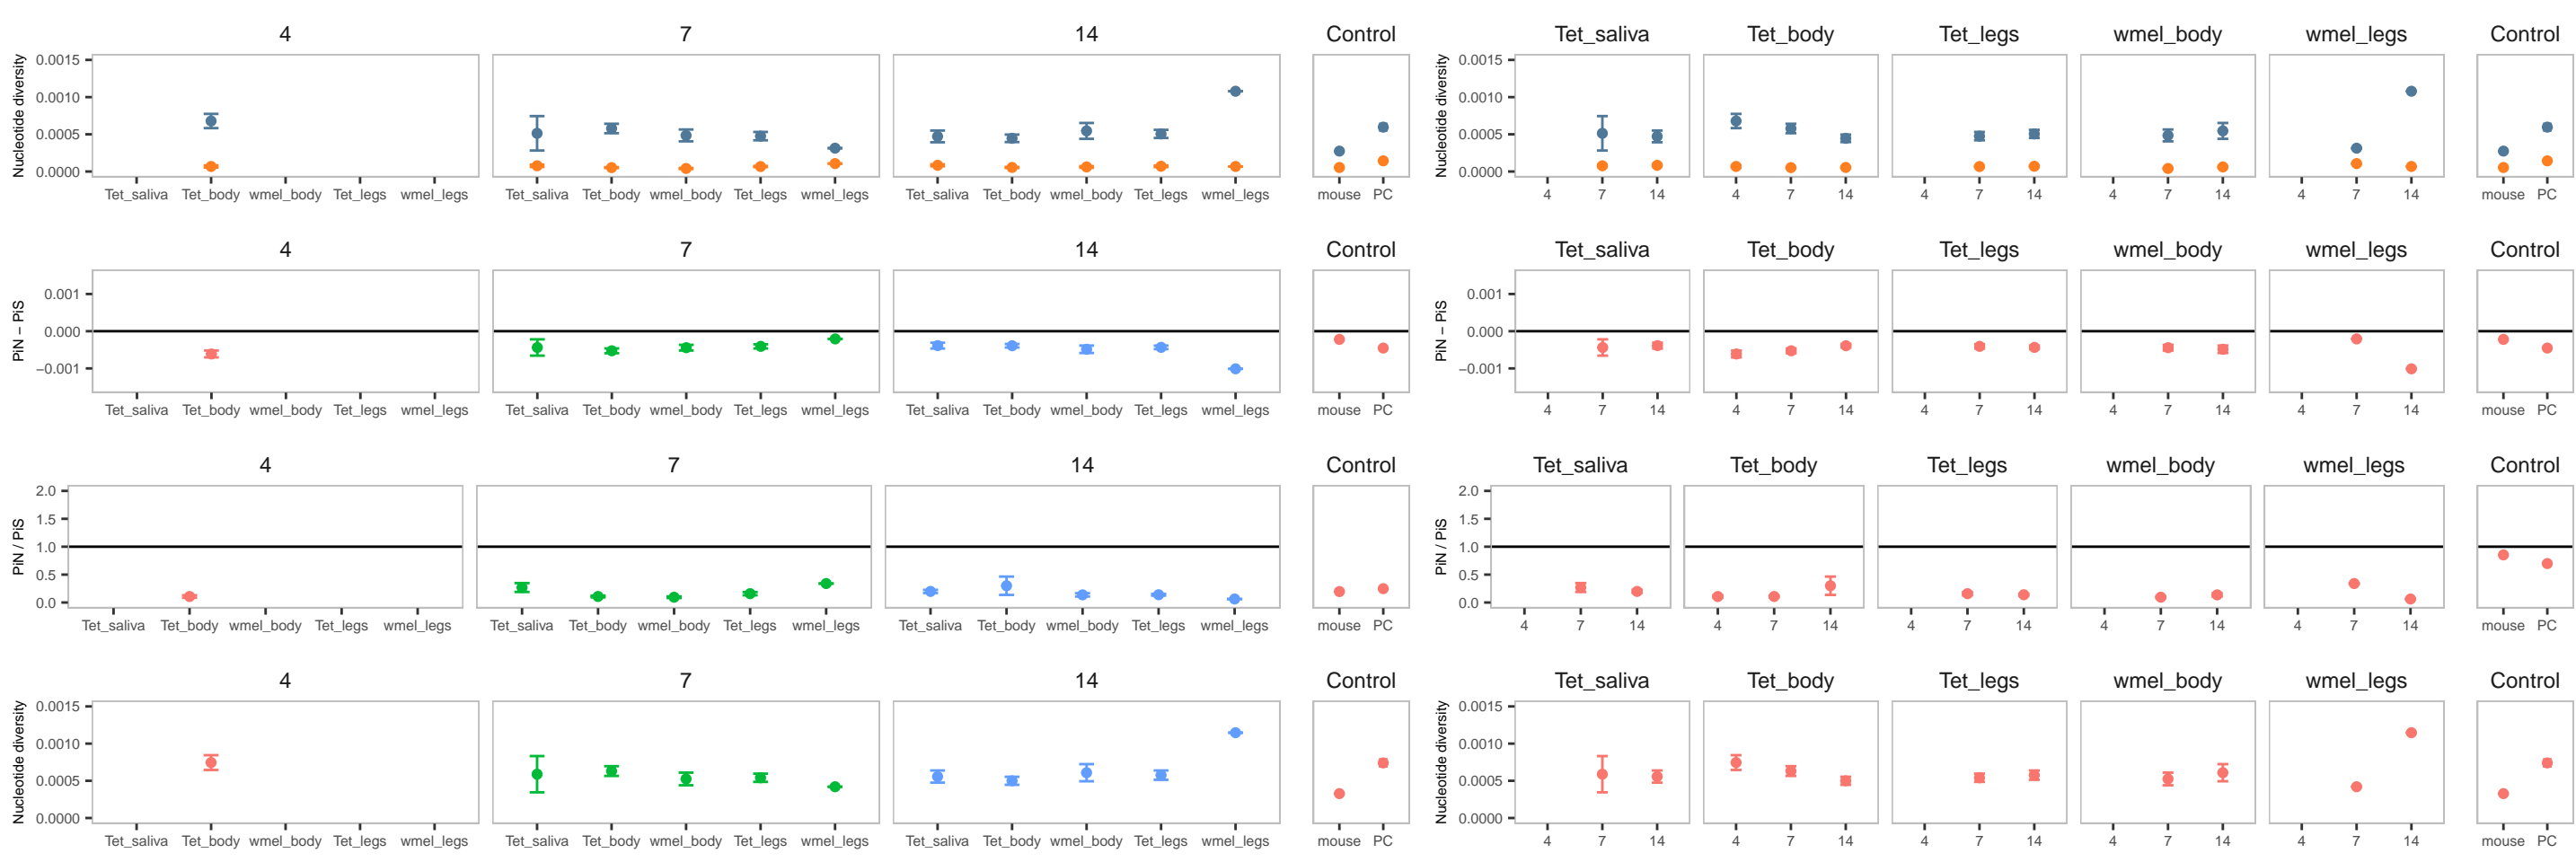 4 7 14 Control Tet_saliva Tet_body Tet_legs wmel_body wmel_legs Control
Nucleotide diversity
0.0015
0.0010
0.0005
0.0000
Tet_saliva Tet_body wmel_body Tet_legs wmel_legs Tet_saliva Tet_body wmel_body Tet_legs wmel_legs Tet_saliva Tet_body wmel_body Tet_legs wmel_legs mouse PC
Nucleotide diversity
0.0015
0.0010
0.0005
0.0000
4 7 14 4 7 14 4 7 14 4 7 14 4 7 14 mouse PC
4 7 14 Control Tet_saliva Tet_body Tet_legs wmel_body wmel_legs Control
PiN − PiS
0.001
0.000
−0.001
Tet_saliva Tet_body wmel_body Tet_legs wmel_legs Tet_saliva Tet_body wmel_body Tet_legs wmel_legs Tet_saliva Tet_body wmel_body Tet_legs wmel_legs mouse PC
PiN − PiS
0.001
0.000
−0.001
4 7 14 4 7 14 4 7 14 4 7 14 4 7 14 mouse PC
4 7 14 Control Tet_saliva Tet_body Tet_legs wmel_body wmel_legs Control
PiN / PiS
2.0
1.5
1.0
0.5
0.0
Tet_saliva Tet_body wmel_body Tet_legs wmel_legs Tet_saliva Tet_body wmel_body Tet_legs wmel_legs Tet_saliva Tet_body wmel_body Tet_legs wmel_legs mouse PC
PiN / PiS
2.0
1.5
1.0
0.5
0.0
4 7 14 4 7 14 4 7 14 4 7 14 4 7 14 mouse PC
4 7 14 Control Tet_saliva Tet_body Tet_legs wmel_body wmel_legs Control
Nucleotide diversity
0.0015
0.0010
0.0005
0.0000
Tet_saliva Tet_body wmel_body Tet_legs wmel_legs Tet_saliva Tet_body wmel_body Tet_legs wmel_legs Tet_saliva Tet_body wmel_body Tet_legs wmel_legs mouse PC
Nucleotide diversity
0.0015
0.0010
0.0005
0.0000
4 7 14 4 7 14 4 7 14 4 7 14 4 7 14 mouse PC